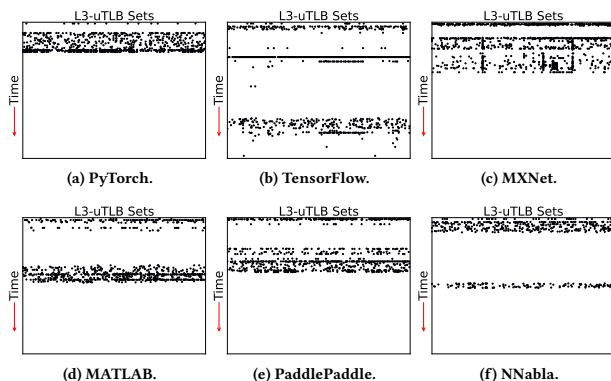 L3-uTLB Sets
L3-uTLB Sets
L3-uTLB Sets
Time
Time
Time
(a) PyTorch.
(b) TensorFlow.
(c) MXNet.
L3-uTLB Sets
L3-uTLB Sets
L3-uTLB Sets
Time
Time
Time
(d) MATLAB.
(e) PaddlePaddle.
(f) NNabla.